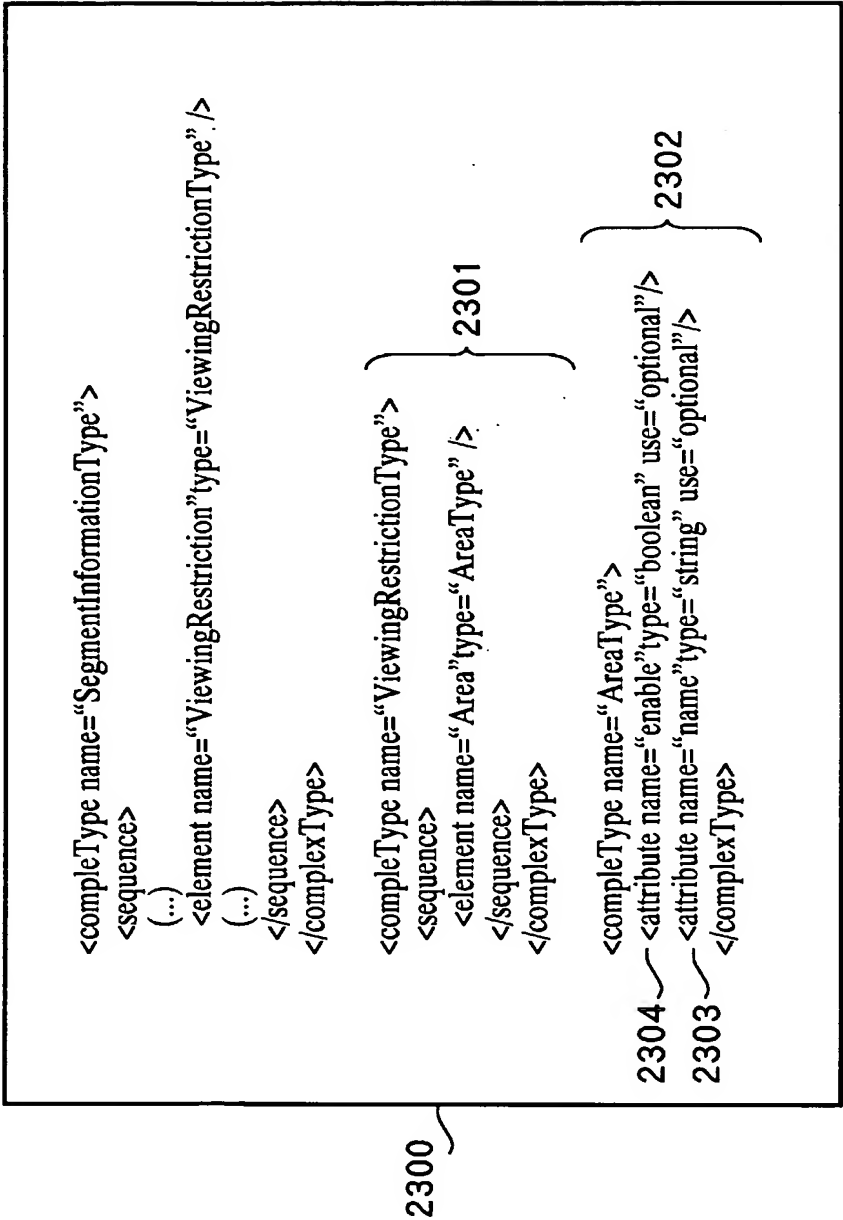 <compleType name=“SegmentInformationType”>
<sequence>
(...)
<element name=“ViewingRestriction”type=“ViewingRestrictionType” />
(...)
</sequence>
</complexType>
<compleType name=“ViewingRestrictionType”>
<sequence>
<element name=“Area”type=“AreaType” />
</sequence>
</complexType>
2301
<compleType name=“AreaType”>
2304 <attribute name=“enable”type=“boolean” use=“optional”/>
2303 <attribute name=“name”type=“string” use=“optional”/>
</complexType>
2302
2300